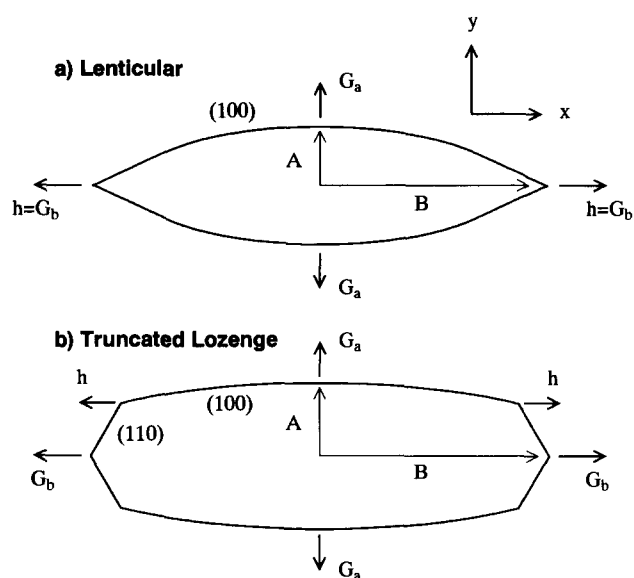 y
a) Lenticular
G_a
(100)
x
A
B
h=G_b
h=G_b
G_a
b) Truncated Lozenge
G_a
h
h
(100)
(110)
A
B
G_b
G_b
G_a